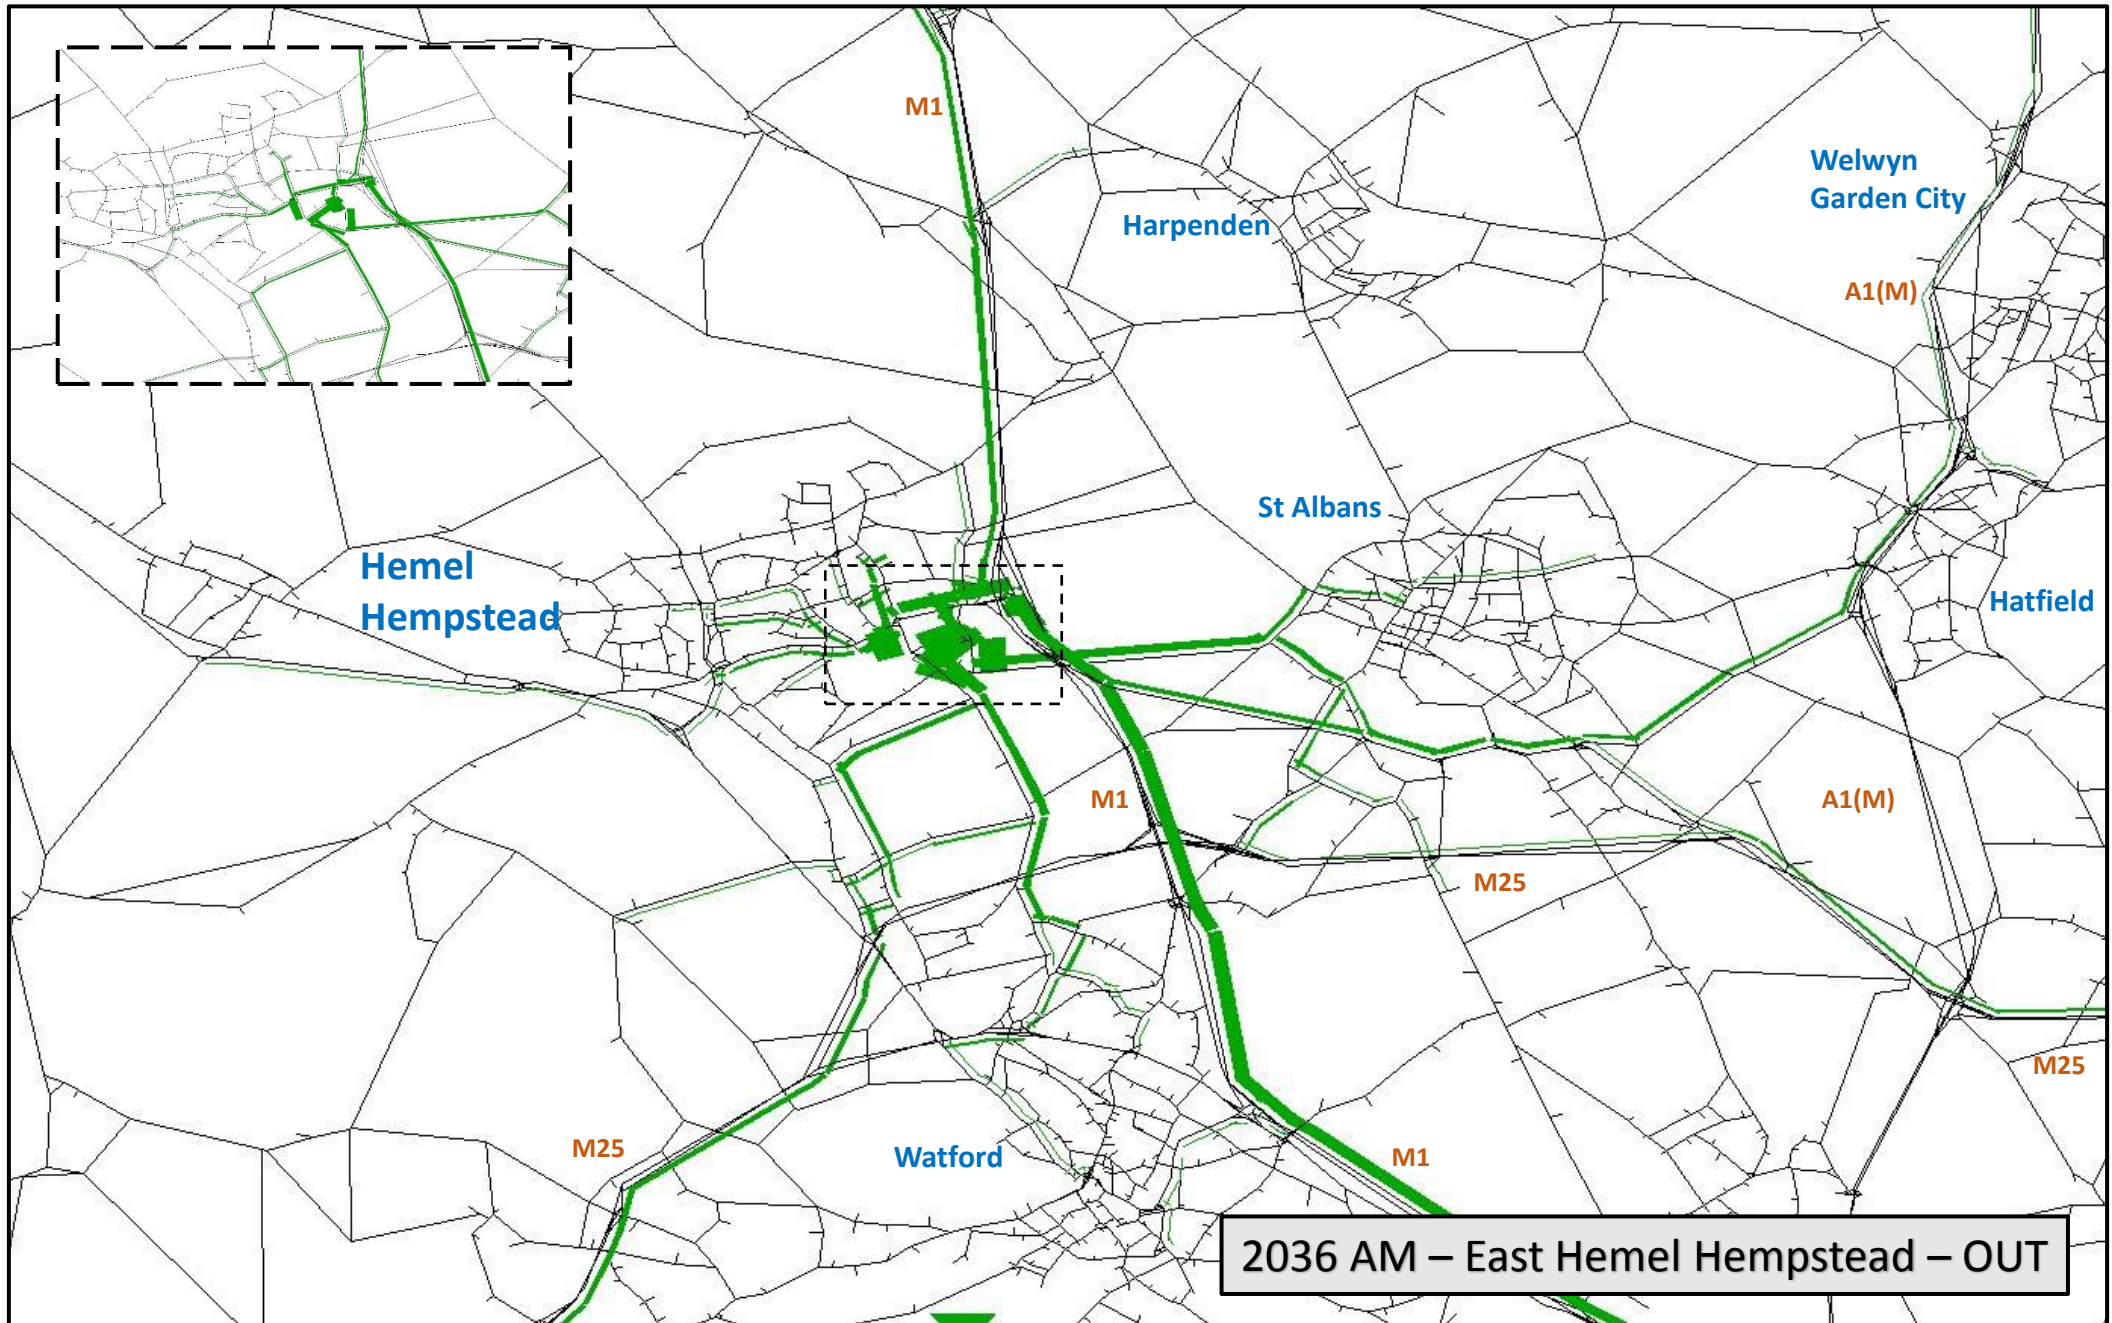 M1
Welwyn
Garden City
Harpenden
A1(M)
St Albans
Hemel
Hempstead
Hatfield
M1
A1(M)
M25
M25
M25
Watford
M1
2036 AM – East Hemel Hempstead – OUT